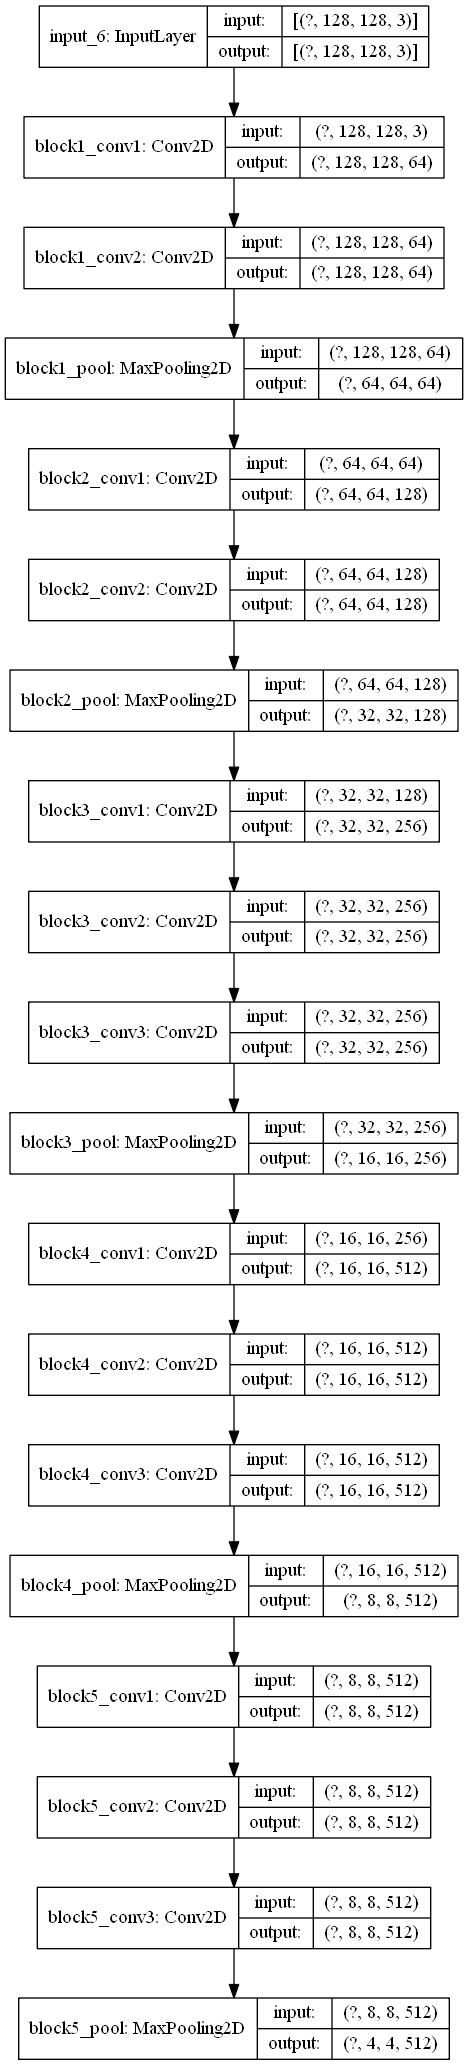 input_6: InputLayer
input: [(?, 128, 128, 3)]
output: [(?, 128, 128, 3)]
block1_conv1: Conv2D
input: (?, 128, 128, 3)
output: (?, 128, 128, 64)
block1_conv2: Conv2D
input: (?, 128, 128, 64)
output: (?, 128, 128, 64)
block1_pool: MaxPooling2D
input: (?, 128, 128, 64)
output: (?, 64, 64, 64)
block2_conv1: Conv2D
input: (?, 64, 64, 64)
output: (?, 64, 64, 128)
block2_conv2: Conv2D
input: (?, 64, 64, 128)
output: (?, 64, 64, 128)
block2_pool: MaxPooling2D
input: (?, 64, 64, 128)
output: (?, 32, 32, 128)
block3_conv1: Conv2D
input: (?, 32, 32, 128)
output: (?, 32, 32, 256)
block3_conv2: Conv2D
input: (?, 32, 32, 256)
output: (?, 32, 32, 256)
block3_conv3: Conv2D
input: (?, 32, 32, 256)
output: (?, 32, 32, 256)
block3_pool: MaxPooling2D
input: (?, 32, 32, 256)
output: (?, 16, 16, 256)
block4_conv1: Conv2D
input: (?, 16, 16, 256)
output: (?, 16, 16, 512)
block4_conv2: Conv2D
input: (?, 16, 16, 512)
output: (?, 16, 16, 512)
block4_conv3: Conv2D
input: (?, 16, 16, 512)
output: (?, 16, 16, 512)
block4_pool: MaxPooling2D
input: (?, 16, 16, 512)
output: (?, 8, 8, 512)
block5_conv1: Conv2D
input: (?, 8, 8, 512)
output: (?, 8, 8, 512)
block5_conv2: Conv2D
input: (?, 8, 8, 512)
output: (?, 8, 8, 512)
block5_conv3: Conv2D
input: (?, 8, 8, 512)
output: (?, 8, 8, 512)
block5_pool: MaxPooling2D
input: (?, 8, 8, 512)
output: (?, 4, 4, 512)